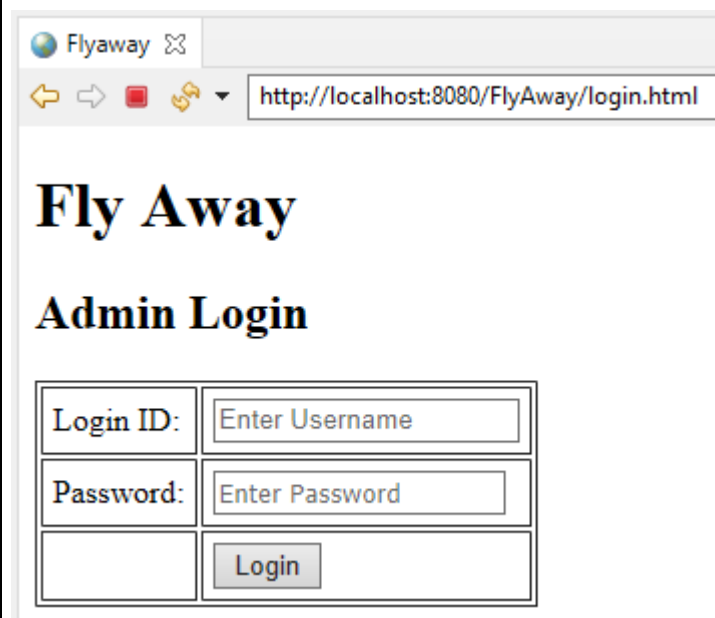 Flyaway
http://localhost:8080/FlyAway/login.html
Fly Away
Admin Login
Login ID: Enter Username
Password: Enter Password
Login